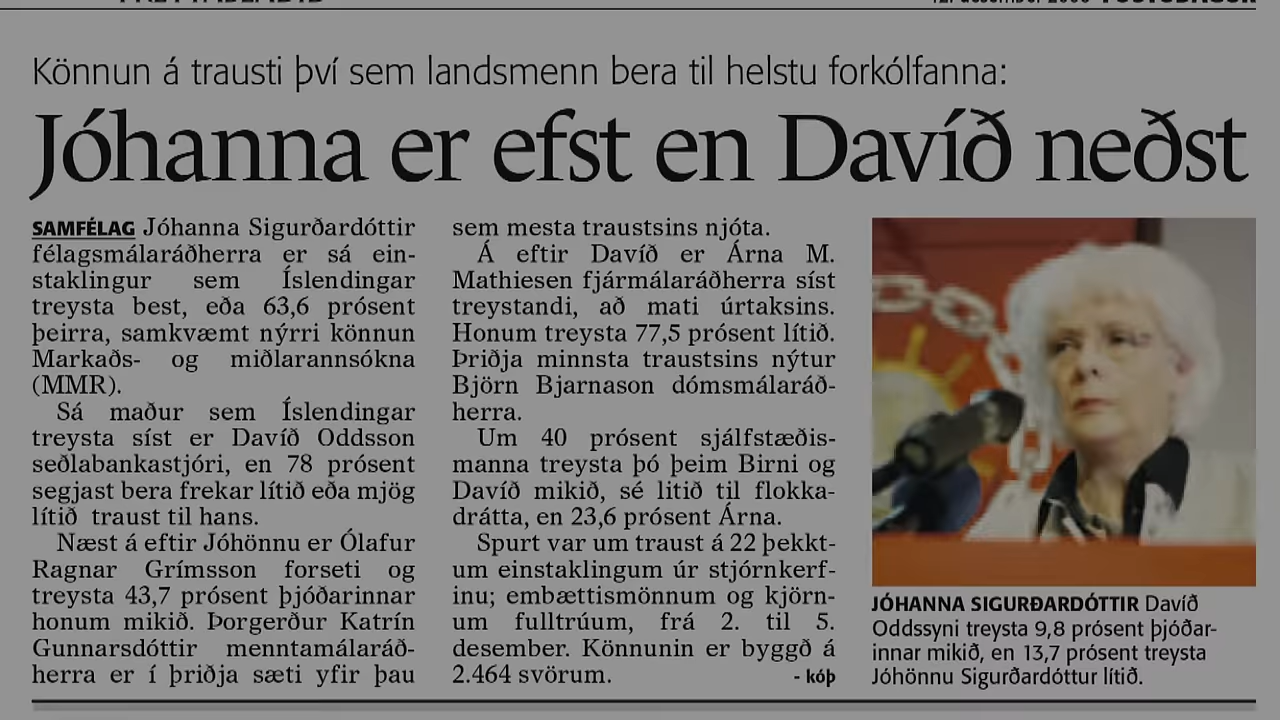 Könnun á trausti því sem landsmenn bera til helstu forkólfanna:
Jóhanna er efst en Davíð neðst
SAMFÉLAG Jóhanna Sigurðardóttir
félagsmálaráðherra er sá ein-
staklingur sem Íslendingar
treysta best, eða 63,6 prósent
þeirra, samkvæmt nýrri könnun
Markaðs- og miðlarannsókna
(MMR).
Sá maður sem Íslendingar
treysta síst er Davíð Oddsson
seðlabankastjóri, en 78 prósent
segjast bera frekar lítið eða mjög
lítið traust til hans.
Næst á eftir Jóhönnu er Ólafur
Ragnar Grímsson forseti og
treysta 43,7 prósent þjóðarinnar
honum mikið. Þorgerður Katrín
Gunnarsdóttir menntamálaráð-
herra er í þriðja sæti yfir þau
sem mesta traustsins njóta.
Á eftir Davíð er Árna M.
Mathiesen fjármálaráðherra síst
treystandi, að mati úrtaksins.
Honum treysta 77,5 prósent lítið.
Þriðja minnsta traustsins nýtur
Björn Bjarnason dómsmálaráð-
herra.
Um 40 prósent sjálfstæðis-
manna treysta þó þeim Birni og
Davíð mikið, sé litið til flokka-
drátta, en 23,6 prósent Árna.
Spurt var um traust á 22 þekkt-
um einstaklingum úr stjórnkerf-
inu; embættismönnum og kjörn-
um fulltrúum, frá 2. til 5.
desember. Könnunin er byggð á
2.464 svörum. - kóþ
JÓHANNA SIGURÐARDÓTTIR Davíð
Oddssyni treysta 9,8 prósent þjóðar-
innar mikið, en 13,7 prósent treysta
Jóhönnu Sigurðardóttur lítið.